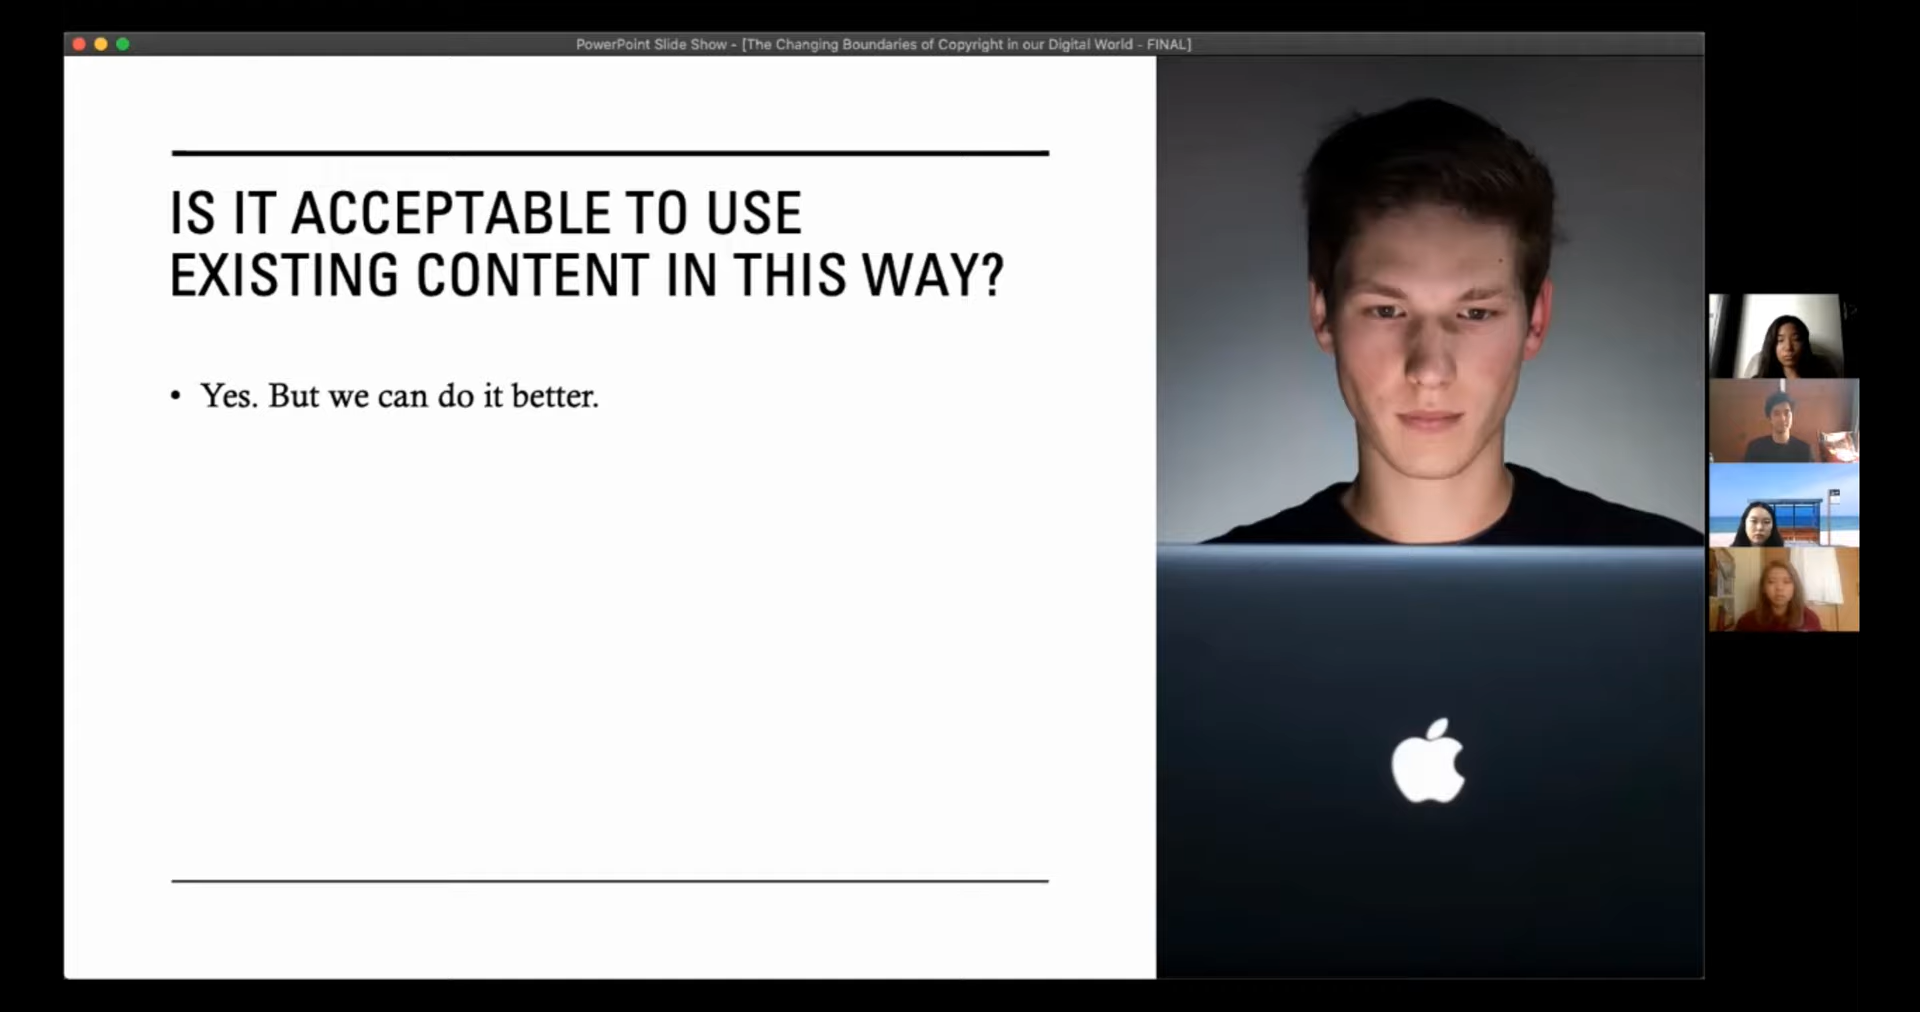 PowerPoint Slide Show - [The Changing Boundaries of Copyright in our Digital World - FINAL]
IS IT ACCEPTABLE TO USE
EXISTING CONTENT IN THIS WAY?
• Yes. But we can do it better.